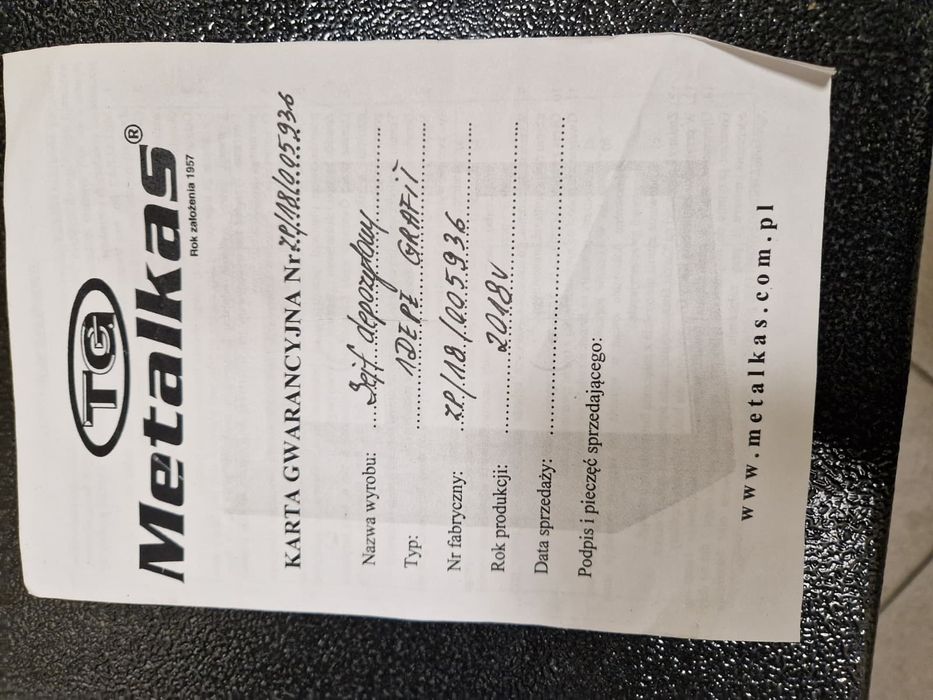 TG
Metalkas®
Rok założenia 1957
KARTA GWARANCYJNA Nr ZP/18/005936
Nazwa wyrobu: Sejf depozytowy
Typ: 1DEPŁ GRAFIT
Nr fabryczny: ZP/18/005936
Rok produkcji: 2018r
Data sprzedaży:
Podpis i pieczęć sprzedającego:
www.metalkas.com.pl